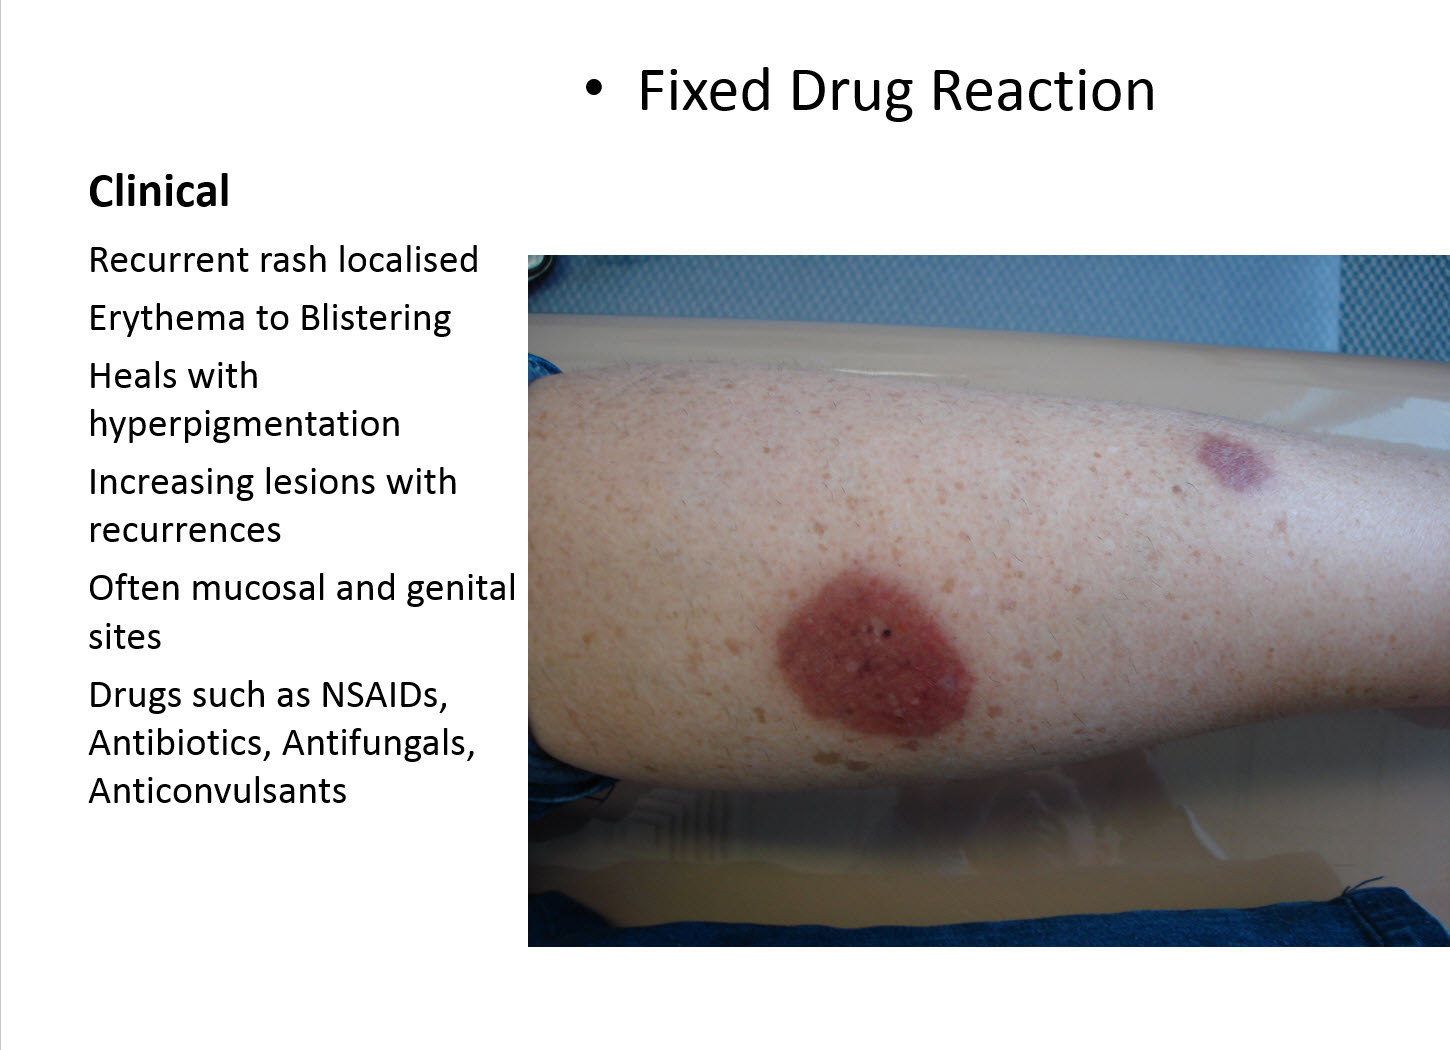 • Fixed Drug Reaction
Clinical
Recurrent rash localised
Erythema to Blistering
Heals with
hyperpigmentation
Increasing lesions with
recurrences
Often mucosal and genital
sites
Drugs such as NSAIDs,
Antibiotics, Antifungals,
Anticonvulsants